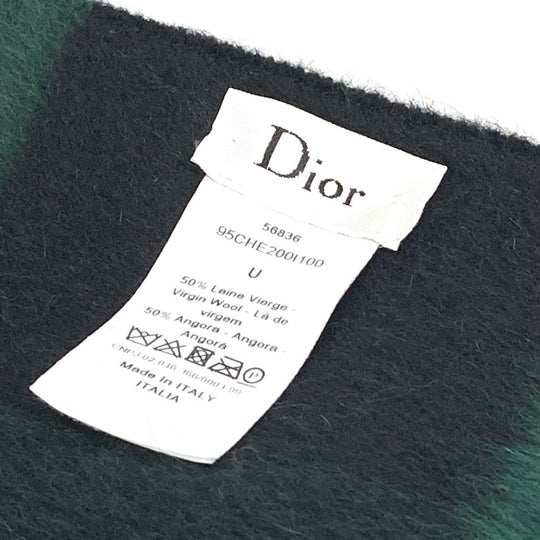 Dior
56836
95CHE200I100
U
50% Laine Vierge -
Virgin Wool - Lã de
virgem
50% Angora - Angora -
Angorá
P
Made in ITALY
ITALIA